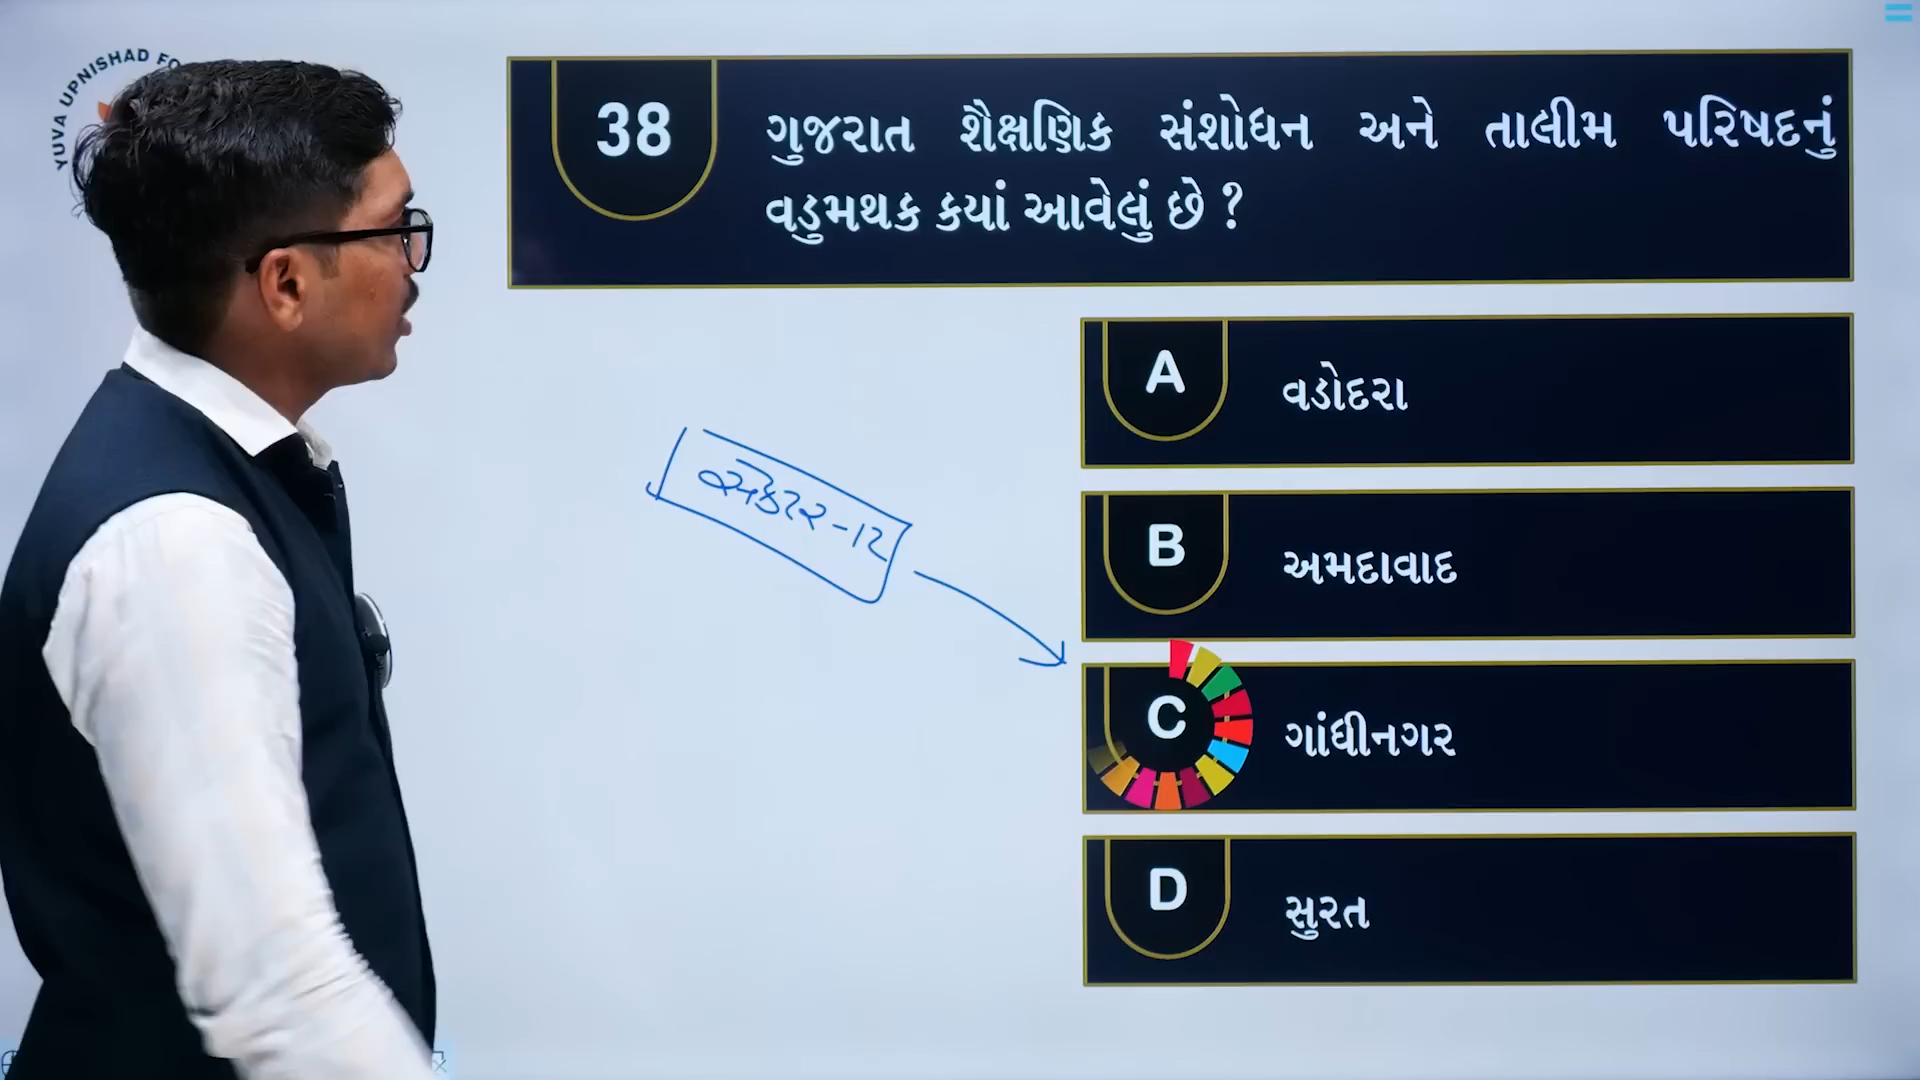 YUVA UPNISHAD FO
38
ગુજરાત શૈક્ષણિક સંશોધન અને તાલીમ પરિષદનું
વડુમથક કયાં આવેલું છે ?
A
વડોદરા
B
અમદાવાદ
સેક્ટર-૧૨
C
ગાંધીનગર
D
સુરત